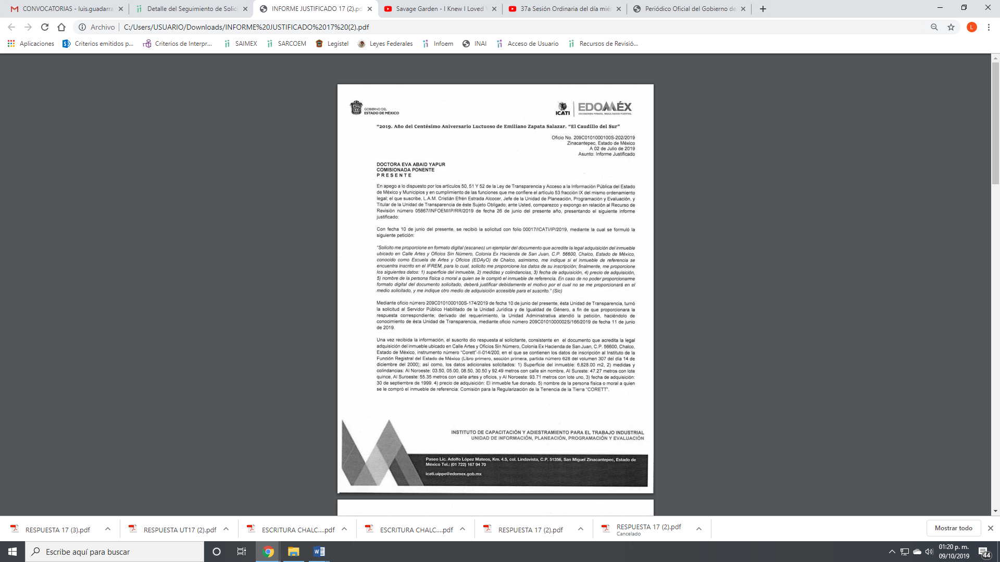 CONVOCATORIAS - luis.guadarra
Detalle del Seguimiento de Solici
INFORME JUSTIFICADO 17 (2).pd
Savage Garden - I Knew I Loved Y
37a Sesión Ordinaria del día miér
Periódico Oficial del Gobierno de
Archivo
C:/Users/USUARIO/Downloads/INFORME%20JUSTIFICADO%2017%20(2).pdf
L
Aplicaciones
Criterios emitidos p...
Criterios de Interpr...
SAIMEX
SARCOEM
Legistel
Leyes Federales
Infoem
INAI
Acceso de Usuario
Recursos de Revisió...
GOBIERNO DEL
ESTADO DE MÉXICO
ICATI
EDOMÉX
DECISIONES FIRMES, RESULTADOS FUERTES.
"2019. Año del Centésimo Aniversario Luctuoso de Emiliano Zapata Salazar. "El Caudillo del Sur"
Oficio No. 209C0101000100S-202/2019
Zinacantepec, Estado de México
A 02 de Julio de 2019
Asunto: Informe Justificado
DOCTORA EVA ABAID YAPUR
COMISIONADA PONENTE
P R E S E N T E
En apego a lo dispuesto por los artículos 50, 51 Y 52 de la Ley de Transparencia y Acceso a la Información Pública del Estado
de México y Municipios y en cumplimiento de las funciones que me confiere el artículo 53 fracción IX del mismo ordenamiento
legal; el que suscribe, L.A.M. Cristián Efrén Estrada Alcocer, Jefe de la Unidad de Planeación, Programación y Evaluación, y
Titular de la Unidad de Transparencia de éste Sujeto Obligado; ante Usted, comparezco y expongo en relación al Recurso de
Revisión número 05867/INFOEM/IP/RR/2019 de fecha 26 de junio del presente año, presentando el siguiente informe
justificado:
Con fecha 10 de junio del presente, se recibió la solicitud con folio 00017/ICATI/IP/2019, mediante la cual se formuló la
siguiente petición:
"Solicito me proporcione en formato digital (escaneo) un ejemplar del documento que acredite la legal adquisición del inmueble
ubicado en Calle Artes y Oficios Sin Número, Colonia Ex Hacienda de San Juan, C.P. 56600, Chalco, Estado de México,
conocido como Escuela de Artes y Oficios (EDAyO) de Chalco, asimismo, me indique si el inmueble de referencia se
encuentra inscrito en el IFREM, para lo cual, solicito me proporcione los datos de su inscripción; finalmente, me proporcione
los siguientes datos: 1) superficie del inmueble, 2) medidas y colindancias, 3) fecha de adquisición, 4) precio de adquisición,
5) nombre de la persona física o moral a quien se le compró el inmueble de referencia. En caso de no poder proporcionarme
formato digital del documento solicitado, deberá justificar debidamente el motivo por el cual no se me proporcionará en el
medio solicitado, y me indique otro medio de adquisición accesible para el suscrito." (Sic)
Mediante oficio número 209C0101000100S-174/2019 de fecha 10 de junio del presente, ésta Unidad de Transparencia, turnó
la solicitud al Servidor Público Habilitado de la Unidad Jurídica y de Igualdad de Género, a fin de que proporcionara la
respuesta correspondiente; derivado del requerimiento, la Unidad Administrativa atendió la petición, haciéndolo de
conocimiento de ésta Unidad de Transparencia, mediante oficio número 209C0101000002S/166/2019 de fecha 11 de junio
de 2019.
Una vez recibida la información, el suscrito dio respuesta al solicitante, consistente en el documento que acredita la legal
adquisición del inmueble ubicado en Calle Artes y Oficios Sin Número, Colonia Ex Hacienda de San Juan, C.P. 56600, Chalco,
Estado de México, instrumento número "Corett"-II-014/200, en el que se contienen los datos de inscripción al Instituto de la
Función Registral del Estado de México (Libro primero, sección primera, partida número 628 del volumen 307 del día 14 de
diciembre del 2000); así como, los datos adicionales solicitados: 1) Superficie del inmueble: 6,828.00 m2, 2) medidas y
colindancias: Al Noroeste: 03.50, 05.00, 08.50, 30.50 y 92.49 metros con calle sin nombre, Al Sureste: 47.27 metros con lote
quince, Al Suroeste: 55.35 metros con calle artes y oficios, y Al Noroeste: 93.71 metros con lote uno, 3) fecha de adquisición:
30 de septiembre de 1999. 4) precio de adquisición: El inmueble fue donado. 5) nombre de la persona física o moral a quien
se le compró el inmueble de referencia: Comisión para la Regularización de la Tenencia de la Tierra "CORETT".
INSTITUTO DE CAPACITACIÓN Y ADIESTRAMIENTO PARA EL TRABAJO INDUSTRIAL
UNIDAD DE INFORMACIÓN, PLANEACIÓN, PROGRAMACIÓN Y EVALUACIÓN
Paseo Lic. Adolfo López Mateos, Km. 4.5, col. Lindavista, C.P. 51356, San Miguel Zinacantepec, Estado de
México Tel.: (01 722) 167 94 70
icati.uippe@edomex.gob.mx
RESPUESTA 17 (3).pdf
RESPUESTA UT17 (2).pdf
ESCRITURA CHALC....pdf
ESCRITURA CHALC....pdf
RESPUESTA 17 (2).pdf
RESPUESTA 17 (2).pdf
Cancelado
Mostrar todo
Escribe aquí para buscar
01:20 p. m.
09/10/2019
44